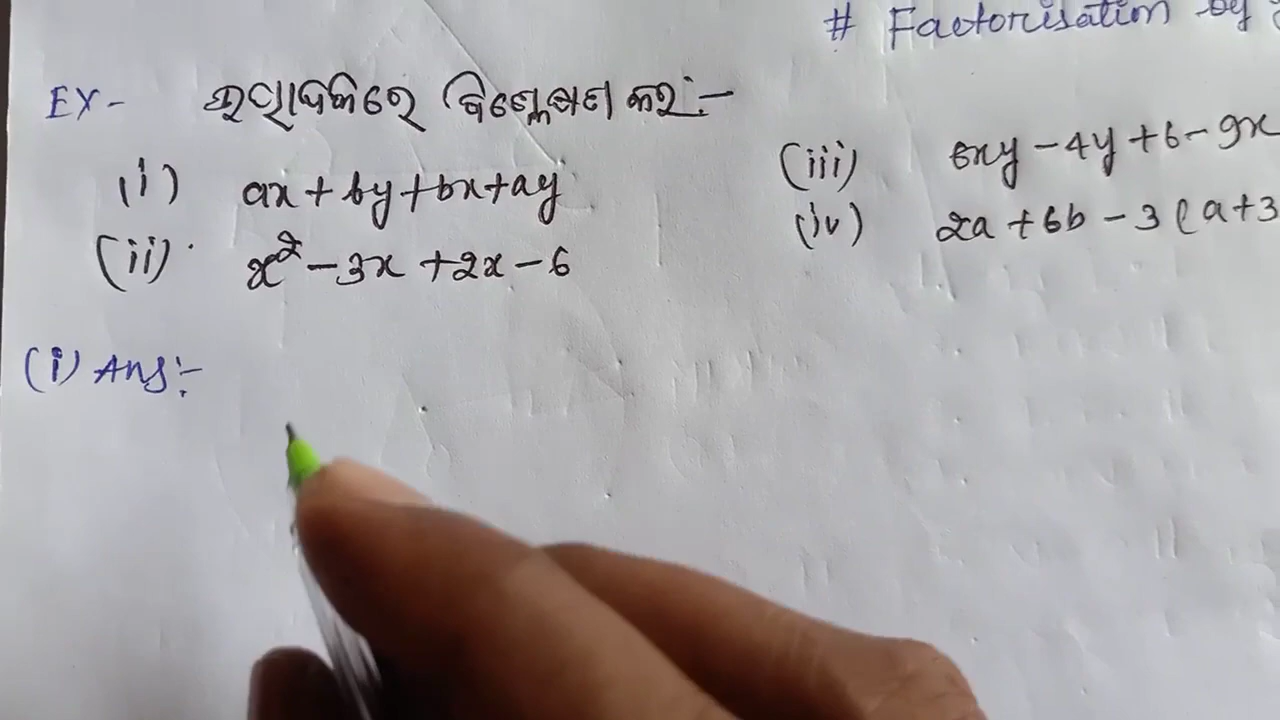 # Factorisation by
EX- ଉତ୍ପାଦକରେ ବିଶ୍ଳେଷଣ କର :-
(i) ax + by + bx + ay
(ii) x² - 3x + 2x - 6
(iii) 6xy - 4y + 6 - 9x
(iv) 2a + 6b - 3 ( a + 3
(i) Ans :-